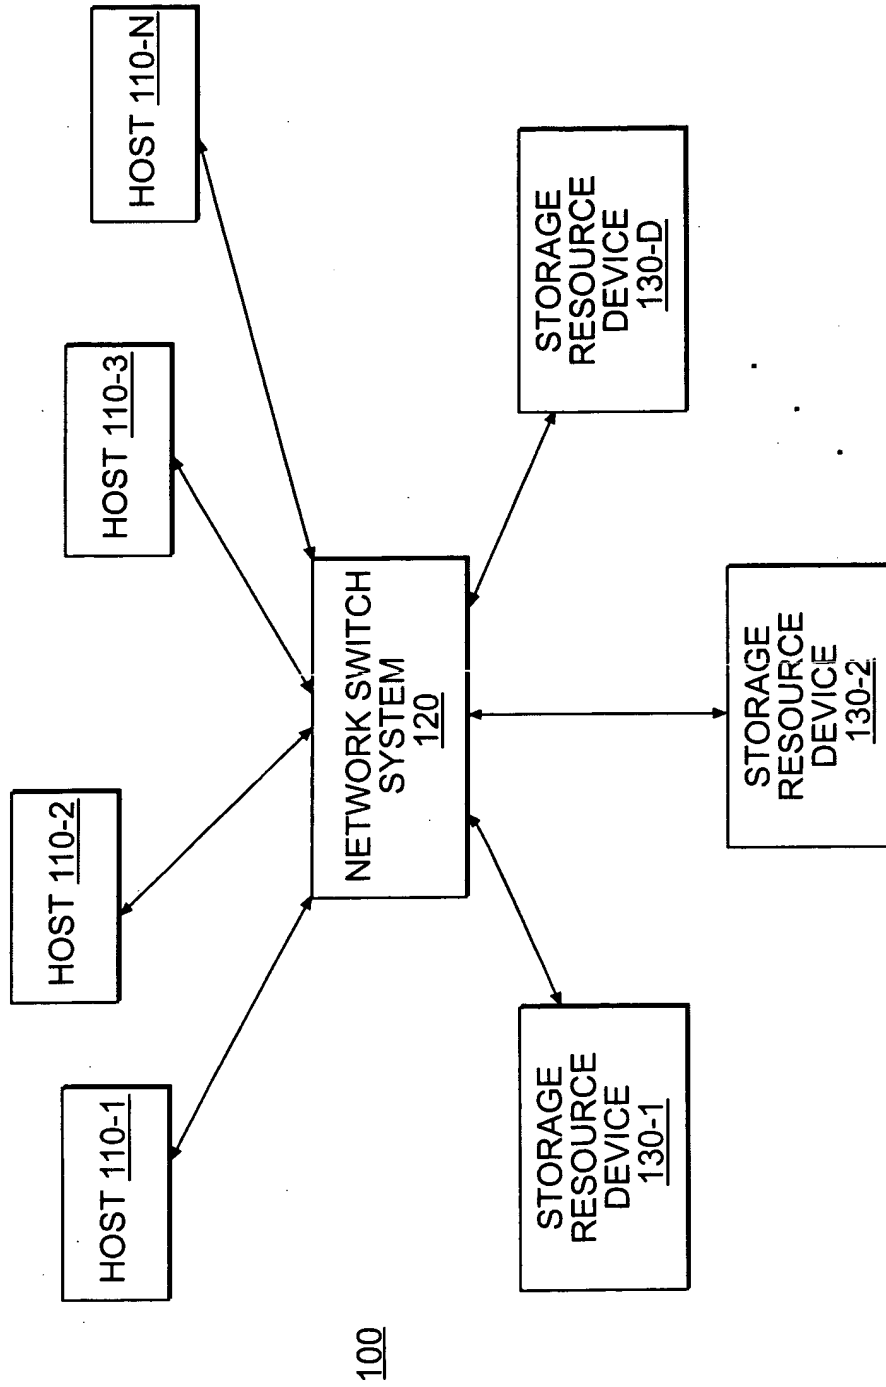 HOST 110-1
HOST 110-2
HOST 110-3
HOST 110-N
100
NETWORK SWITCH
SYSTEM
120
STORAGE
RESOURCE
DEVICE
130-1
STORAGE
RESOURCE
DEVICE
130-2
STORAGE
RESOURCE
DEVICE
130-D